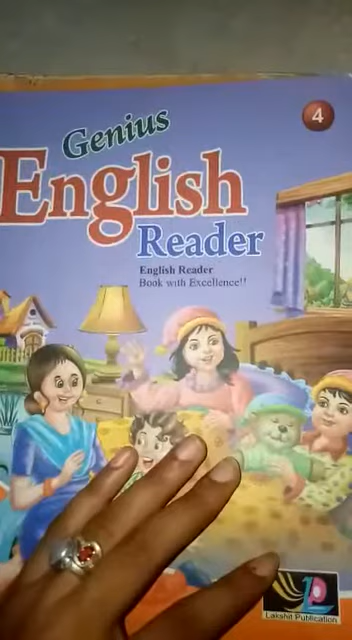 4
Genius
English
Reader
English Reader
Book with Excellence!!
Lakshit Publication